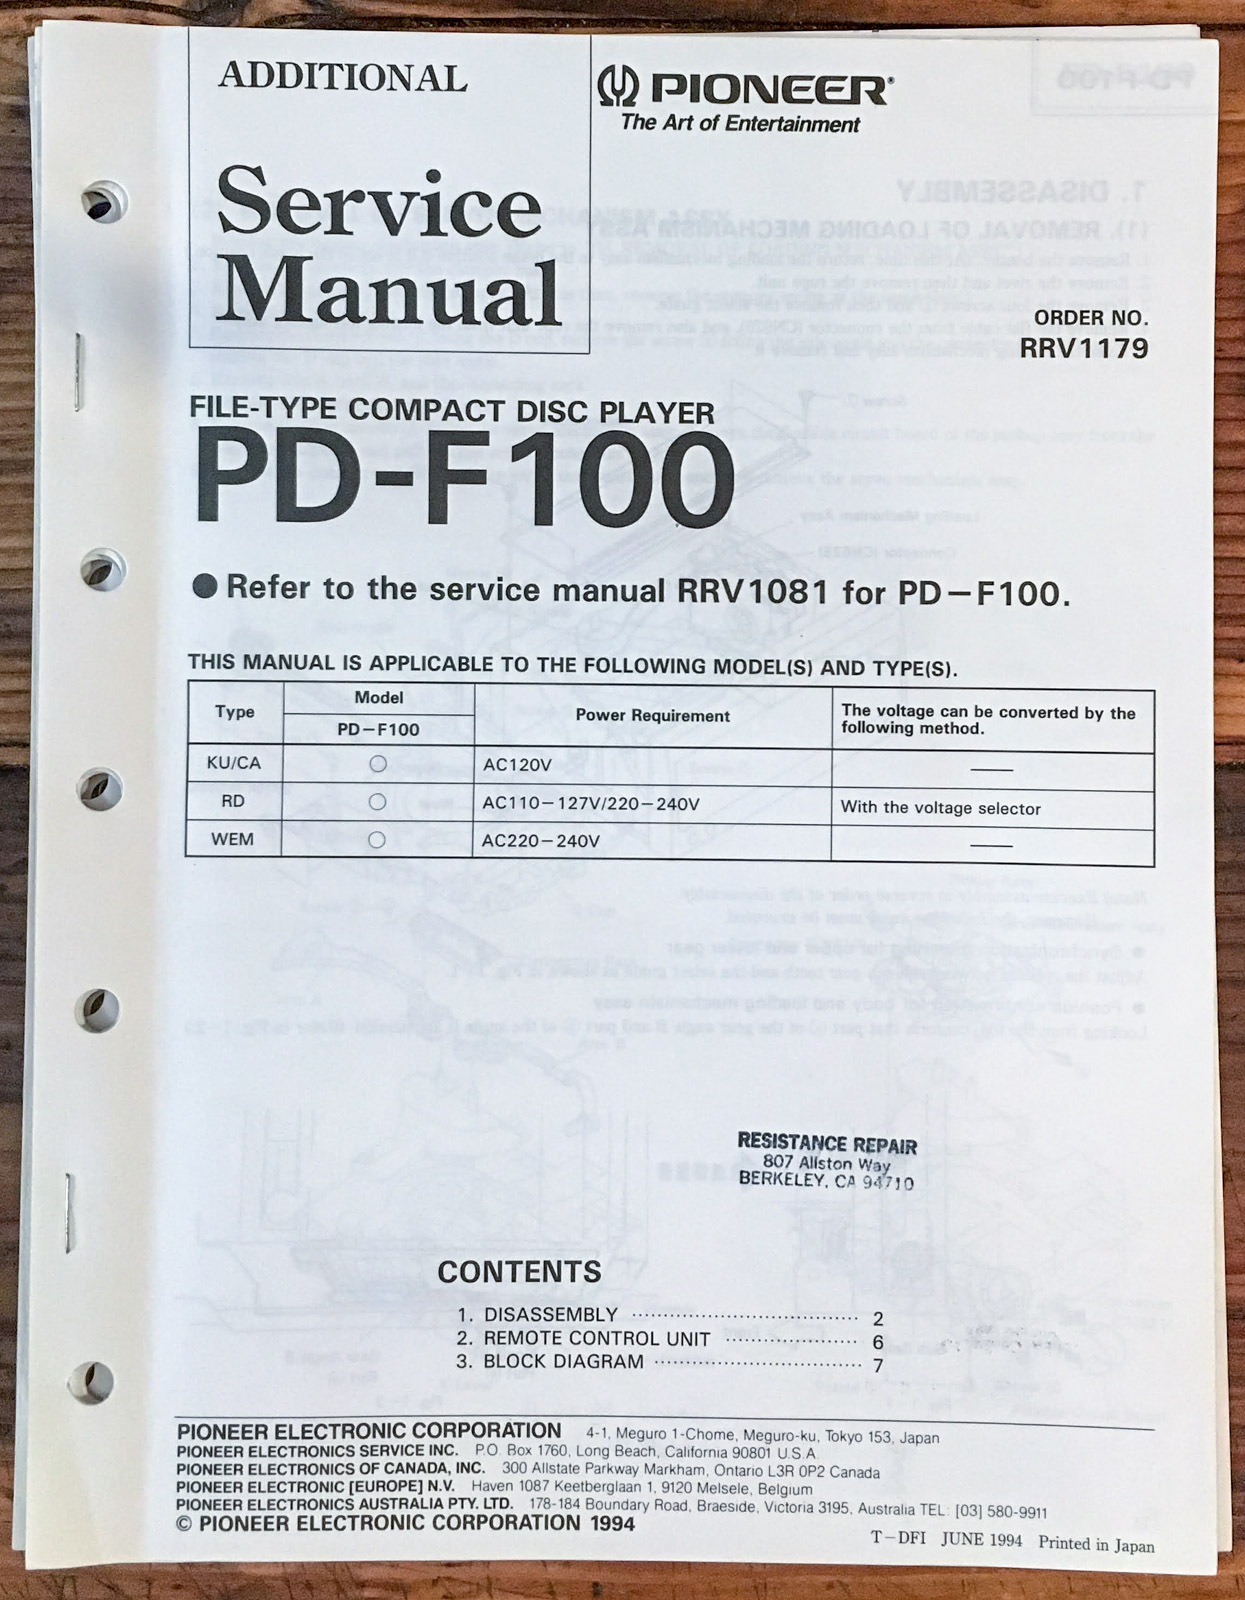 ADDITIONAL
Service
Manual
PIONEER®
The Art of Entertainment
ORDER NO.
RRV1179
FILE-TYPE COMPACT DISC PLAYER
PD-F100
● Refer to the service manual RRV1081 for PD–F100.
THIS MANUAL IS APPLICABLE TO THE FOLLOWING MODEL(S) AND TYPE(S).
Type Model Power Requirement The voltage can be converted by the
following method.
PD–F100
KU/CA ○ AC120V —
RD ○ AC110–127V/220–240V With the voltage selector
WEM ○ AC220–240V —
RESISTANCE REPAIR
807 Allston Way
BERKELEY, CA 94710
CONTENTS
1. DISASSEMBLY ........................................ 2
2. REMOTE CONTROL UNIT ........................ 6
3. BLOCK DIAGRAM .................................... 7
PIONEER ELECTRONIC CORPORATION 4-1, Meguro 1-Chome, Meguro-ku, Tokyo 153, Japan
PIONEER ELECTRONICS SERVICE INC. P.O. Box 1760, Long Beach, California 90801 U.S.A.
PIONEER ELECTRONICS OF CANADA, INC. 300 Allstate Parkway Markham, Ontario L3R 0P2 Canada
PIONEER ELECTRONIC [EUROPE] N.V. Haven 1087 Keetberglaan 1, 9120 Melsele, Belgium
PIONEER ELECTRONICS AUSTRALIA PTY. LTD. 178-184 Boundary Road, Braeside, Victoria 3195, Australia TEL: [03] 580-9911
© PIONEER ELECTRONIC CORPORATION 1994
T–DFI JUNE 1994 Printed in Japan